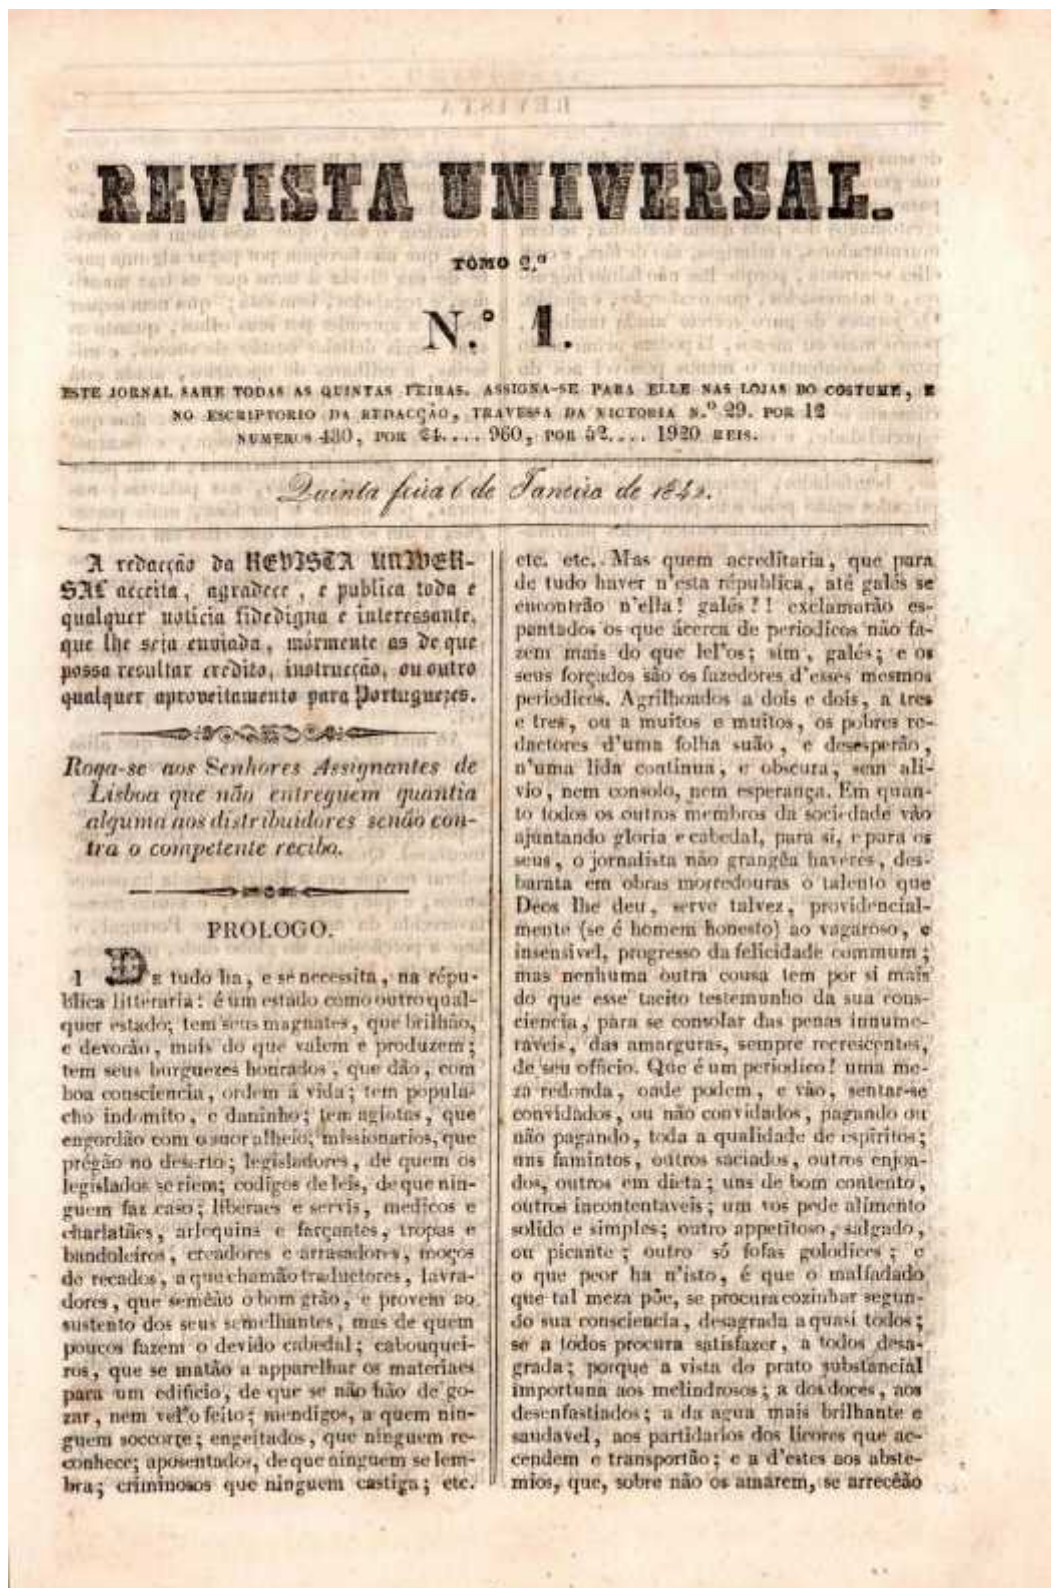 REVISTA UNIVERSAL.
TOMO 2.º
N.º 1.
ESTE JORNAL SAHE TODAS AS QUINTAS FEIRAS. ASSIGNA-SE PARA ELLE NAS LOJAS DO COSTUME, E
NO ESCRIPTORIO DA REDACÇÃO, TRAVESSA DA VICTORIA N.º 29. POR 12
NUMEROS 480, POR 24.... 960, POR 52.... 1920 REIS.
Quinta feira 6 de Janeiro de 1842.
A redacção da REVISTA UNIVER-
SAL acceita, agradece, e publica toda e
qualquer noticia fidedigna e interessante,
que lhe seja enviada, mórmente as de que
possa resultar credito, instrucção, ou outro
qualquer aproveitamento para Portuguezes.
Roga-se aos Senhores Assignantes de
Lisboa que não entreguem quantia
alguma aos distribuidores senão con-
tra o competente recibo.
PROLOGO.
1 DE tudo ha, e se necessita, na répu-
blica litteraria: é um estado como outro qual-
quer estado; tem seus magnates, que brilhão,
e devorão, mais do que valem e produzem;
tem seus burguezes honrados, que dão, com
boa consciencia, ordem á vida; tem popula-
cho indomito, e daninho; tem agiotas, que
engordão com o suor alheio; missionarios, que
prégão no deserto; legisladores, de quem os
legislados se riem; codigos de leis, de que nin-
guem faz caso; liberaes e servis, medicos e
charlatães, arlequins e farçantes, tropas e
bandoleiros, creadores e arrasadores, moços
de recados, a que chamão traductores, lavra-
dores, que semêão o bom grão, e provem ao
sustento dos seus semelhantes, mas de quem
poucos fazem o devido cabedal; cabouquei-
ros, que se matão a apparelhar os materiaes
para um edificio, de que se não hão de go-
zar, nem vel'o feito; mendigos, a quem nin-
guem soccorre; engeitados, que ninguem re-
conhece; aposentados, de que ninguem se lem-
bra; criminosos que ninguem castiga; etc.
etc. etc. Mas quem acreditaria, que para
de tudo haver n'esta républica, até galés se
encontrão n'ella! galés?! exclamarão es-
pantados os que ácerca de periodicos não fa-
zem mais do que lel'os; sim, galés; e os
seus forçados são os fazedores d'esses mesmos
periodicos. Agrilhoados a dois e dois, a tres
e tres, ou a muitos e muitos, os pobres re-
dactores d'uma folha suão, e desesperão,
n'uma lida continua, e obscura, sem ali-
vio, nem consolo, nem esperança. Em quan-
to todos os outros membros da sociedade vão
ajuntando gloria e cabedal, para si, e para os
seus, o jornalista não grangêa haveres, des-
barata em obras morredouras o talento que
Deos lhe deu, serve talvez, providencial-
mente (se é homem honesto) ao vagaroso, e
insensivel, progresso da felicidade commum;
mas nenhuma outra cousa tem por si mais
do que esse tacito testemunho da sua cons-
ciencia, para se consolar das penas innume-
raveis, das amarguras, sempre recrescentes,
de seu officio. Que é um periodico! uma me-
za redonda, onde podem, e vão, sentar-se
convidados, ou não convidados, pagando ou
não pagando, toda a qualidade de espiritos;
uns famintos, outros saciados, outros enjoa-
dos, outros em dieta; uns de bom contento,
outros incontentaveis; um vos pede alimento
solido e simples; outro appetitoso, salgado,
ou picante; outro só fofas golodices; e
o que peor ha n'isto, é que o malfadado
que tal meza põe, se procura cozinhar segun-
do sua consciencia, desagrada a quasi todos;
se a todos procura satisfazer, a todos desa-
grada; porque a vista do prato substancial
importuna aos melindrosos; a dos doces, aos
desenfastiados; a da agua mais brilhante e
saudavel, aos partidarios dos licores que ac-
cendem e transportão; e a d'estes aos abste-
mios, que, sobre não os amarem, se arrecêão